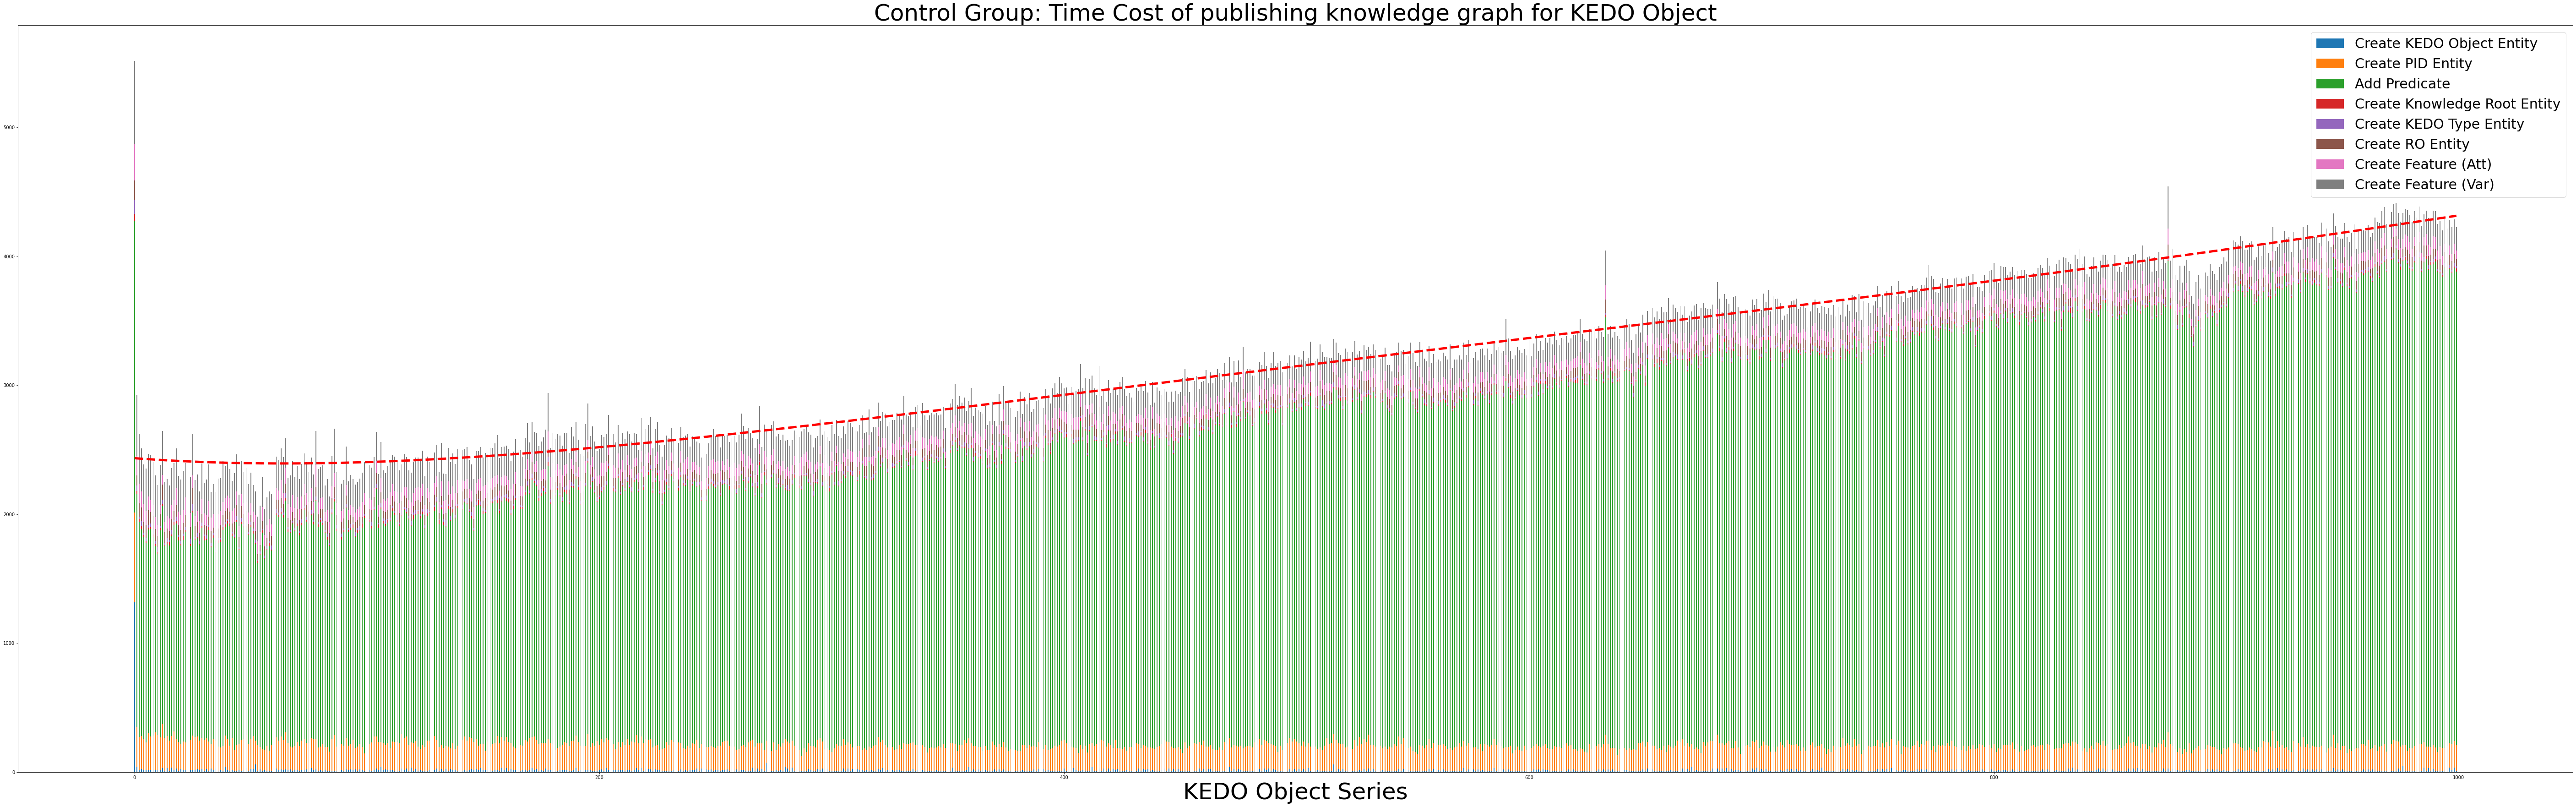 Control Group: Time Cost of publishing knowledge graph for KEDO Object
Create KEDO Object Entity
Create PID Entity
Add Predicate
Create Knowledge Root Entity
Create KEDO Type Entity
Create RO Entity
Create Feature (Att)
Create Feature (Var)
5000
4000
3000
2000
1000
0
0 200 400 600 800 1000
KEDO Object Series